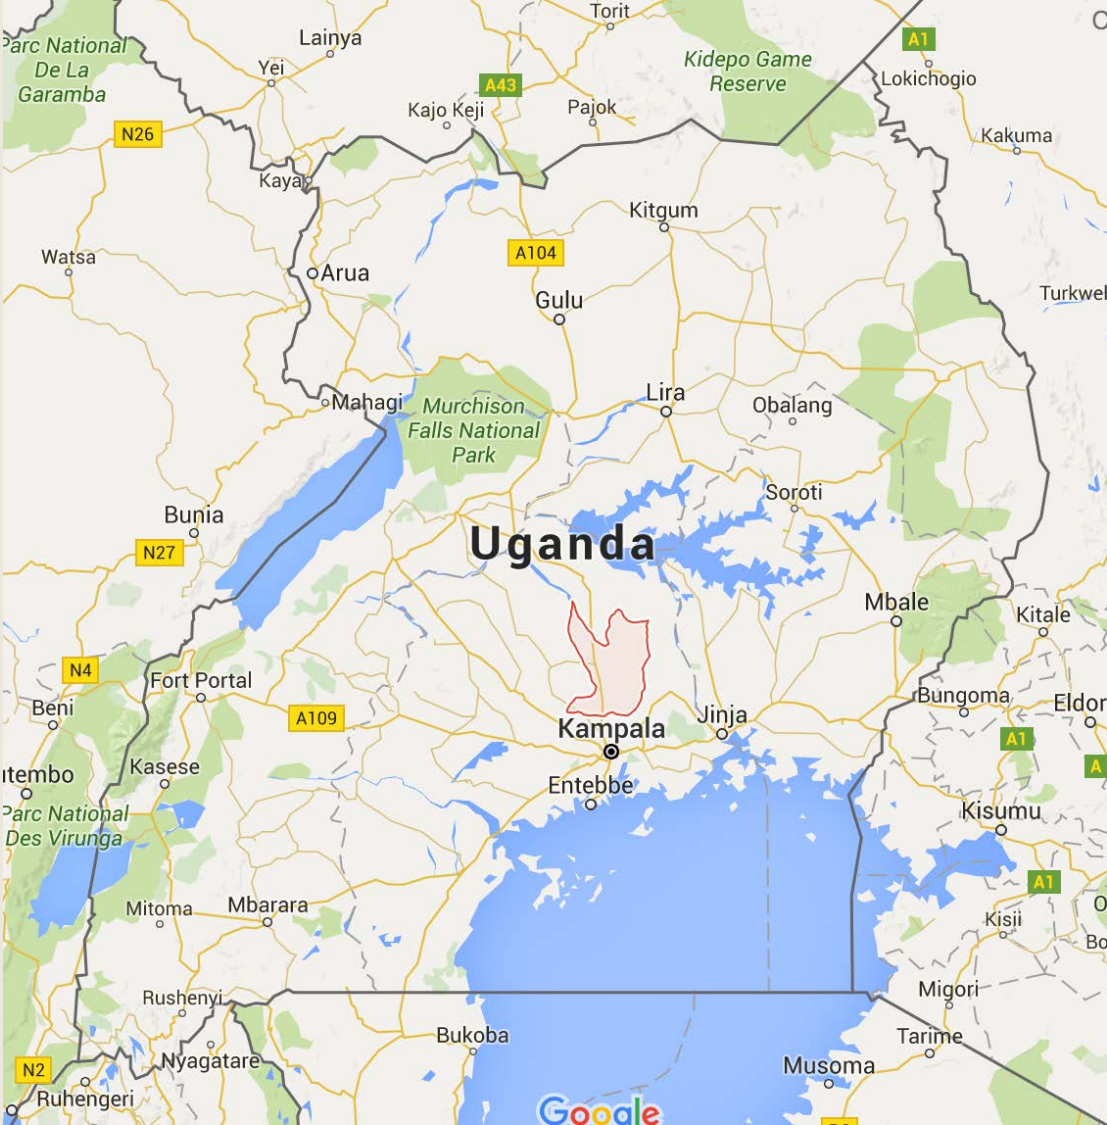 Torit
C
Parc National
De La
Garamba
Lainya
Kidepo Game
Reserve
A1
Yei
A43
Lokichogio
Kajo Keji
Pajok
N26
Kakuma
Kaya
Kitgum
Watsa
A104
Arua
Turkwel
Gulu
Mahagi
Murchison
Falls National
Park
Lira
Obalang
Soroti
Bunia
N27
Uganda
Mbale
Kitale
N4
Fort Portal
Beni
A109
Bungoma
Eldor
Kampala
Jinja
A1
utembo
Kasese
A
Entebbe
Parc National
Des Virunga
Kisumu
A1
Mitoma
Mbarara
O
Kisii
Bo
Rushenyi
Migori
Bukoba
Tarime
Nyagatare
N2
Musoma
Ruhengeri
Google